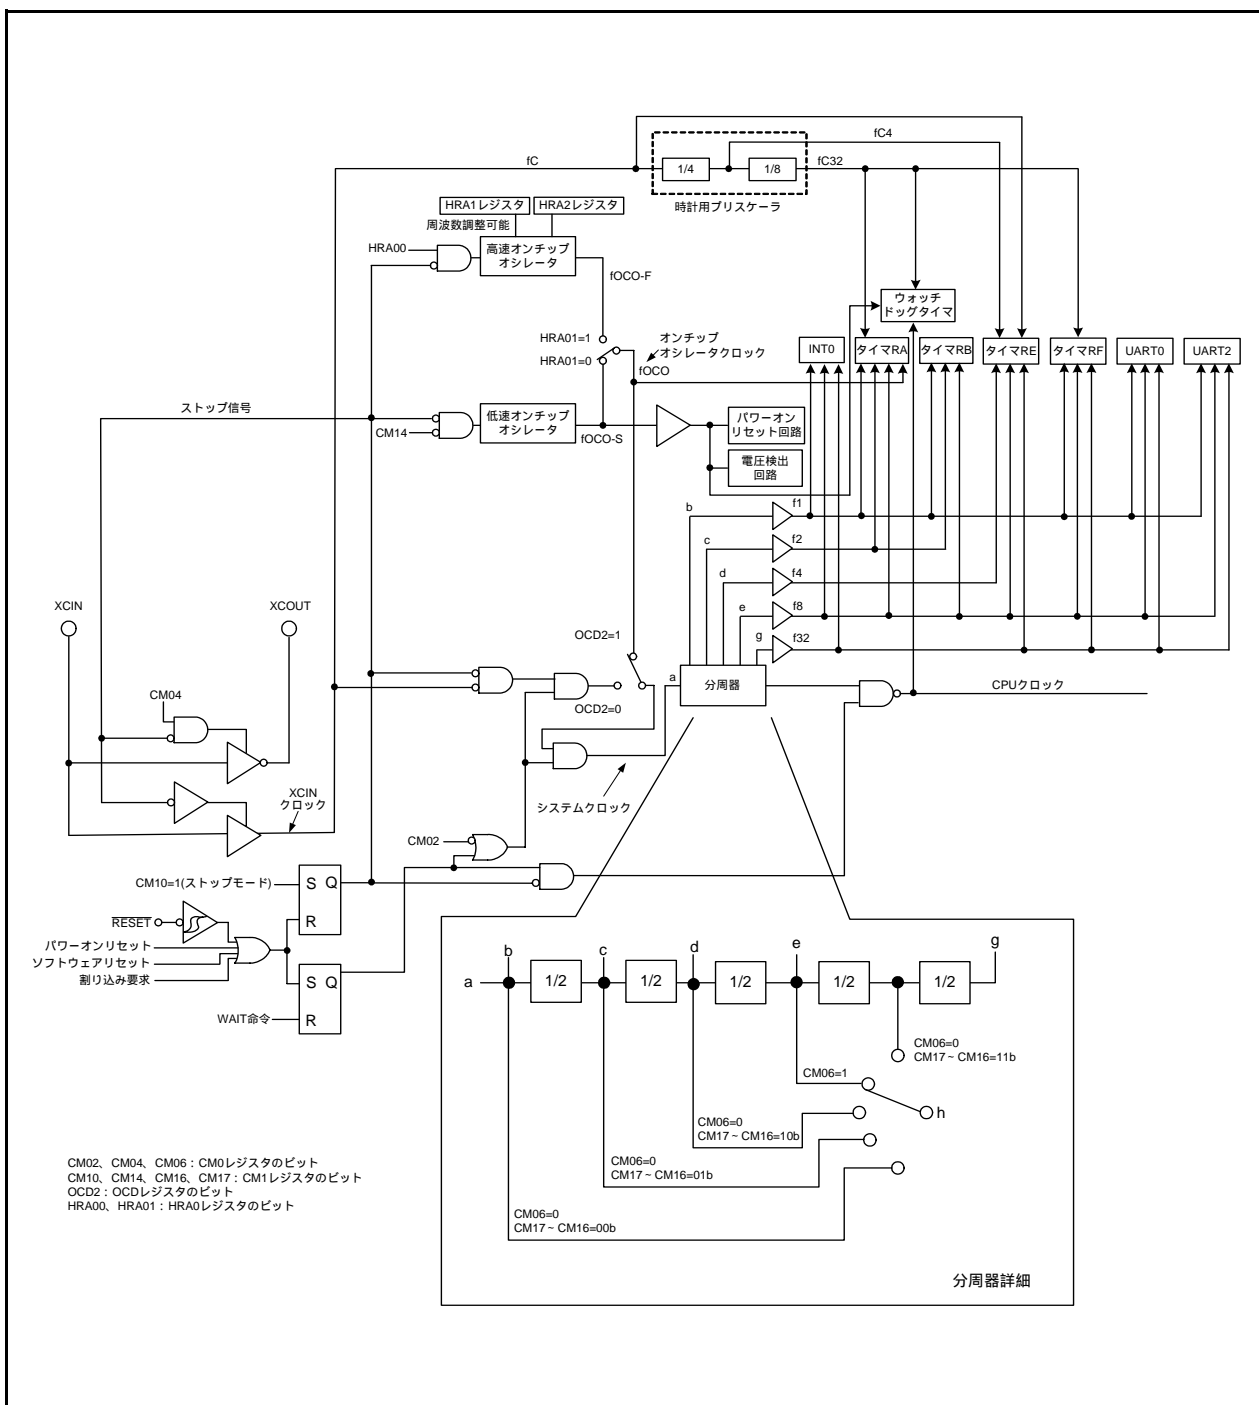 fC4
fC
1/4
1/8
fC32
時計用プリスケーラ
HRA1レジスタ
HRA2レジスタ
周波数調整可能
HRA00
高速オンチップ
オシレータ
fOCO-F
ウォッチ
ドッグタイマ
HRA01=1
HRA01=0
オンチップ
オシレータクロック
fOCO
INT0
タイマRA
タイマRB
タイマRE
タイマRF
UART0
UART2
ストップ信号
CM14
低速オンチップ
オシレータ
fOCO-S
パワーオン
リセット回路
電圧検出
回路
b
f1
c
f2
d
f4
e
f8
g
f32
XCIN
XCOUT
OCD2=1
a
分周器
CPUクロック
CM04
OCD2=0
XCIN
クロック
システムクロック
CM02
CM10=1(ストップモード)
S
Q
R
RESET
パワーオンリセット
ソフトウェアリセット
割り込み要求
S
Q
R
WAIT命令
a
b
1/2
c
1/2
d
1/2
e
1/2
1/2
g
CM06=0
CM17~CM16=11b
CM06=1
h
CM06=0
CM17~CM16=10b
CM06=0
CM17~CM16=01b
CM06=0
CM17~CM16=00b
分周器詳細
CM02、CM04、CM06：CM0レジスタのビット
CM10、CM14、CM16、CM17：CM1レジスタのビット
OCD2：OCDレジスタのビット
HRA00、HRA01：HRA0レジスタのビット